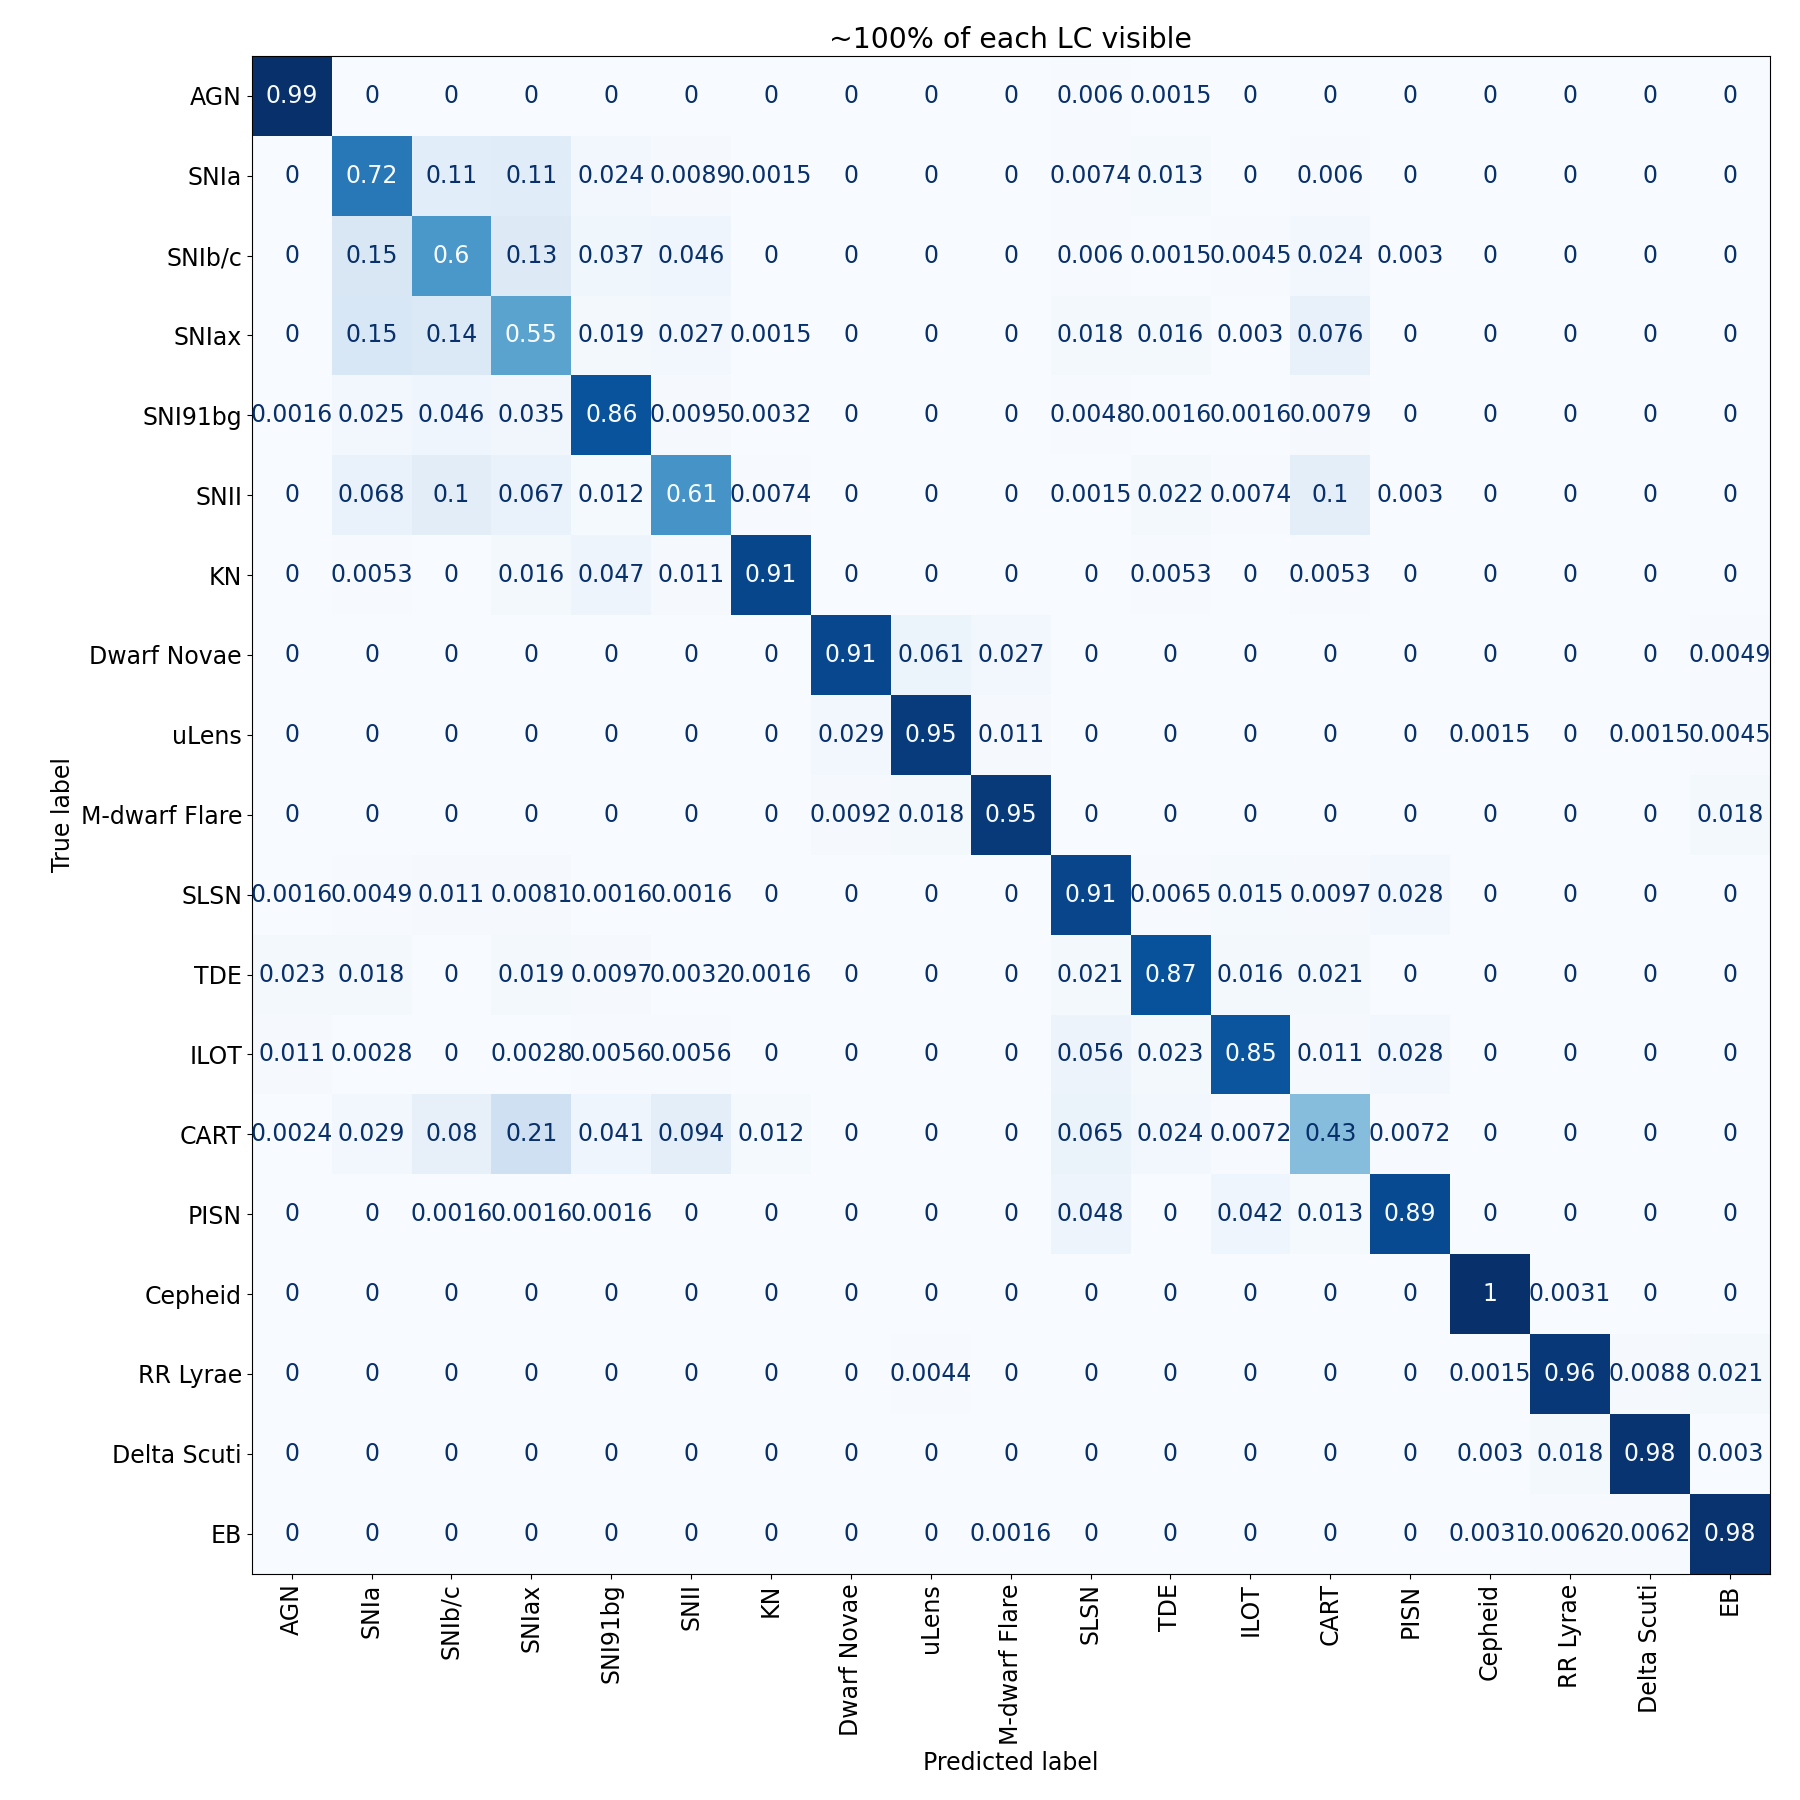 ~100% of each LC visible
AGN 0.99 0 0 0 0 0 0 0 0 0 0.006 0.0015 0 0 0 0 0 0 0
SNIa 0 0.72 0.11 0.11 0.024 0.0089 0.0015 0 0 0 0.0074 0.013 0 0.006 0 0 0 0 0
SNIb/c 0 0.15 0.6 0.13 0.037 0.046 0 0 0 0 0.006 0.0015 0.0045 0.024 0.003 0 0 0 0
SNIax 0 0.15 0.14 0.55 0.019 0.027 0.0015 0 0 0 0.018 0.016 0.003 0.076 0 0 0 0 0
SNI91bg 0.0016 0.025 0.046 0.035 0.86 0.0095 0.0032 0 0 0 0.0048 0.0016 0.0016 0.0079 0 0 0 0 0
SNII 0 0.068 0.1 0.067 0.012 0.61 0.0074 0 0 0 0.0015 0.022 0.0074 0.1 0.003 0 0 0 0
KN 0 0.0053 0 0.016 0.047 0.011 0.91 0 0 0 0 0.0053 0 0.0053 0 0 0 0 0
Dwarf Novae 0 0 0 0 0 0 0 0.91 0.061 0.027 0 0 0 0 0 0 0 0 0.0049
uLens 0 0 0 0 0 0 0 0.029 0.95 0.011 0 0 0 0 0 0.0015 0 0.0015 0.0045
M-dwarf Flare 0 0 0 0 0 0 0 0.0092 0.018 0.95 0 0 0 0 0 0 0 0 0.018
SLSN 0.0016 0.0049 0.011 0.0081 0.0016 0.0016 0 0 0 0 0.91 0.0065 0.015 0.0097 0.028 0 0 0 0
TDE 0.023 0.018 0 0.019 0.0097 0.0032 0.0016 0 0 0 0.021 0.87 0.016 0.021 0 0 0 0 0
ILOT 0.011 0.0028 0 0.0028 0.0056 0.0056 0 0 0 0 0.056 0.023 0.85 0.011 0.028 0 0 0 0
CART 0.0024 0.029 0.08 0.21 0.041 0.094 0.012 0 0 0 0.065 0.024 0.0072 0.43 0.0072 0 0 0 0
PISN 0 0 0.0016 0.0016 0.0016 0 0 0 0 0 0.048 0 0.042 0.013 0.89 0 0 0 0
Cepheid 0 0 0 0 0 0 0 0 0 0 0 0 0 0 0 1 0.0031 0 0
RR Lyrae 0 0 0 0 0 0 0 0 0.0044 0 0 0 0 0 0 0.0015 0.96 0.0088 0.021
Delta Scuti 0 0 0 0 0 0 0 0 0 0 0 0 0 0 0 0.003 0.018 0.98 0.003
EB 0 0 0 0 0 0 0 0 0 0.0016 0 0 0 0 0 0.0031 0.0062 0.0062 0.98
True label
AGN SNIa SNIb/c SNIax SNI91bg SNII KN Dwarf Novae uLens M-dwarf Flare SLSN TDE ILOT CART PISN Cepheid RR Lyrae Delta Scuti EB
Predicted label